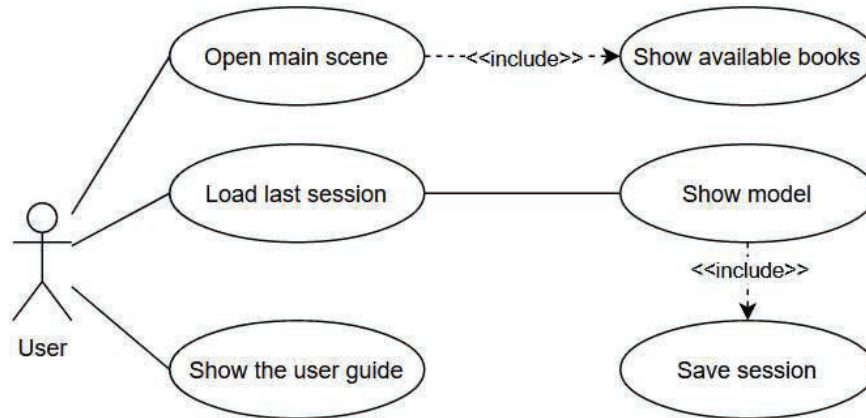 Open main scene
<<include>>
Show available books
Load last session
Show model
<<include>>
User
Show the user guide
Save session